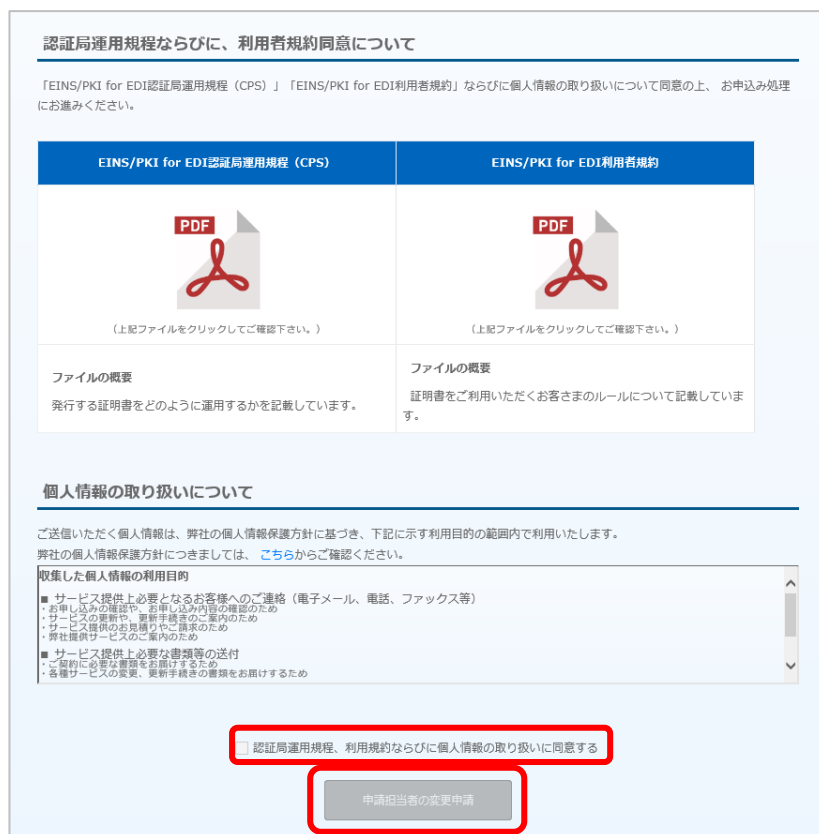 認証局運用規程ならびに、利用者規約同意について
「EINS/PKI for EDI認証局運用規程（CPS）」「EINS/PKI for EDI利用者規約」ならびに個人情報の取り扱いについて同意の上、 お申込み処理
にお進みください。
EINS/PKI for EDI認証局運用規程（CPS）
EINS/PKI for EDI利用者規約
PDF
PDF
（上記ファイルをクリックしてご確認下さい。）
（上記ファイルをクリックしてご確認下さい。）
ファイルの概要
発行する証明書をどのように運用するかを記載しています。
ファイルの概要
証明書をご利用いただくお客さまのルールについて記載していま
す。
個人情報の取り扱いについて
ご送信いただく個人情報は、弊社の個人情報保護方針に基づき、下記に示す利用目的の範囲内で利用いたします。
弊社の個人情報保護方針につきましては、 こちらからご確認ください。
収集した個人情報の利用目的
■ サービス提供上必要となるお客様へのご連絡（電子メール、電話、ファックス等）
・お申し込みの確認や、お申し込み内容の確認のため
・サービスの更新や、更新手続きのご案内のため
・サービス提供のお見積りやご請求のため
・弊社提供サービスのご案内のため
■ サービス提供上必要な書類等の送付
・ご契約に必要な書類をお届けするため
・各種サービスの変更、更新手続きの書類をお届けするため
認証局運用規程、利用規約ならびに個人情報の取り扱いに同意する
申請担当者の変更申請